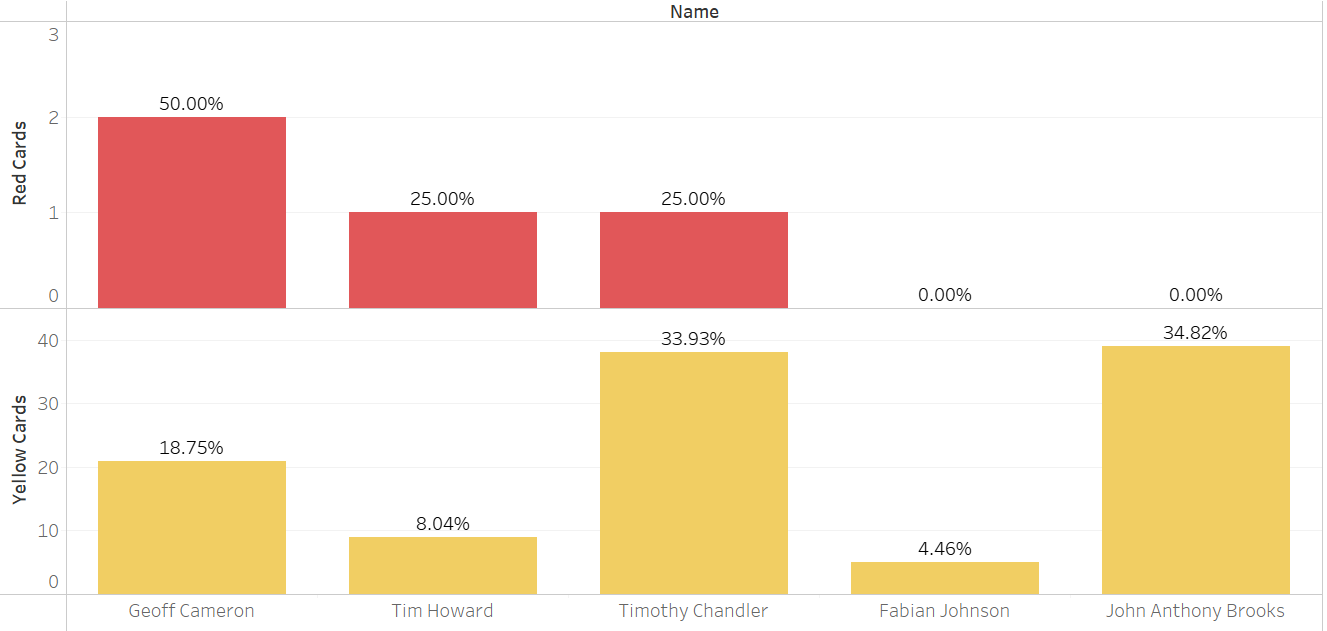 Name
Red Cards
3
2
1
0
50.00%
25.00%
25.00%
0.00%
0.00%
Yellow Cards
40
30
20
10
0
18.75%
8.04%
33.93%
4.46%
34.82%
Geoff Cameron
Tim Howard
Timothy Chandler
Fabian Johnson
John Anthony Brooks